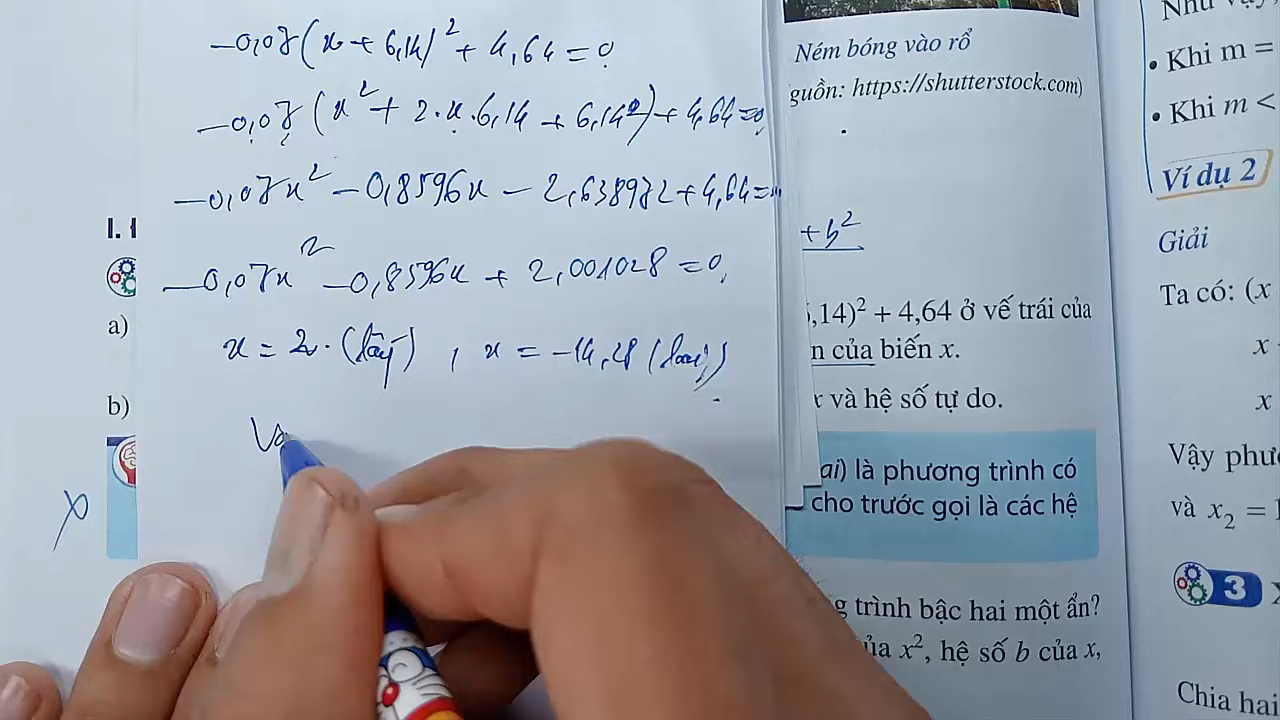 -0,07(x + 6,14)² + 4,64 = 0
-0,07(x² + 2.x.6,14 + 6,14²) + 4,64 = 0
-0,07x² - 0,8596x - 2,638972 + 4,64 =
-0,07x² - 0,8596x + 2,001028 = 0
x = 2 (lấy), x = -14,28 (loại)
I.
a)
b)
Ném bóng vào rổ
guồn: https://shutterstock.com)
+ b²
,14)² + 4,64 ở vế trái của
n của biến x.
x và hệ số tự do.
ai) là phương trình có
cho trước gọi là các hệ
g trình bậc hai một ẩn?
ủa x², hệ số b của x,
Như vậy,
• Khi m =
• Khi m <
Ví dụ 2
Giải
Ta có: (x
x
x
Vậy phư
và x₂ =
3
Chia hai